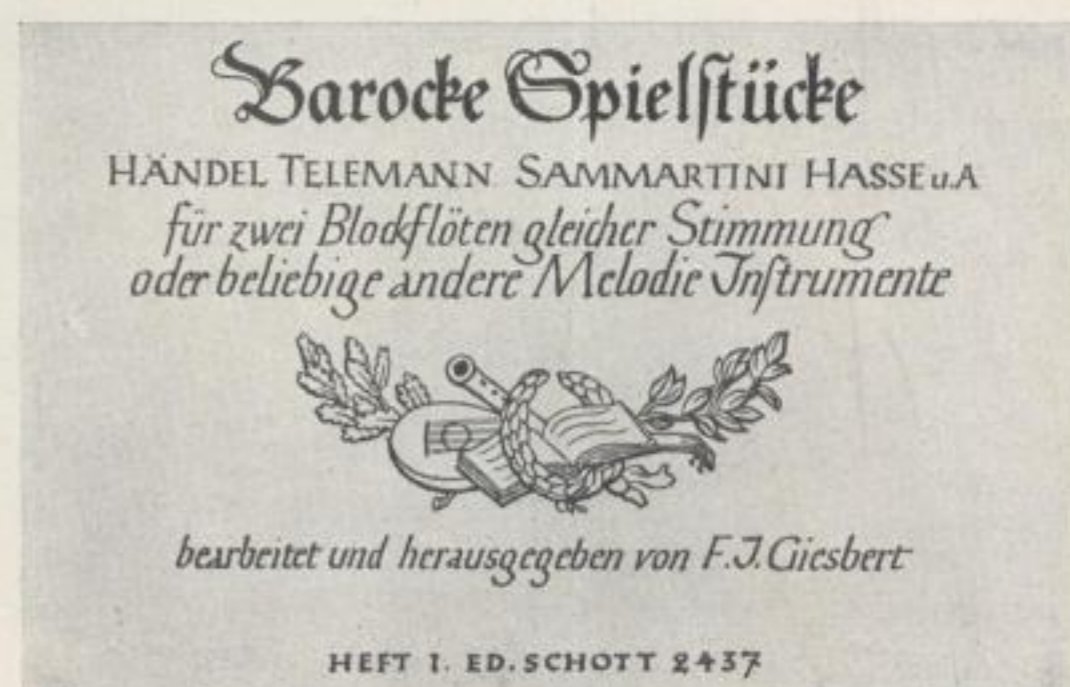 Barocke Spielstücke
HÄNDEL TELEMANN SAMMARTINI HASSE u.A
für zwei Blockflöten gleicher Stimmung
oder beliebige andere Melodie Instrumente
bearbeitet und herausgegeben von F.J. Giesbert
HEFT 1. ED. SCHOTT 2437